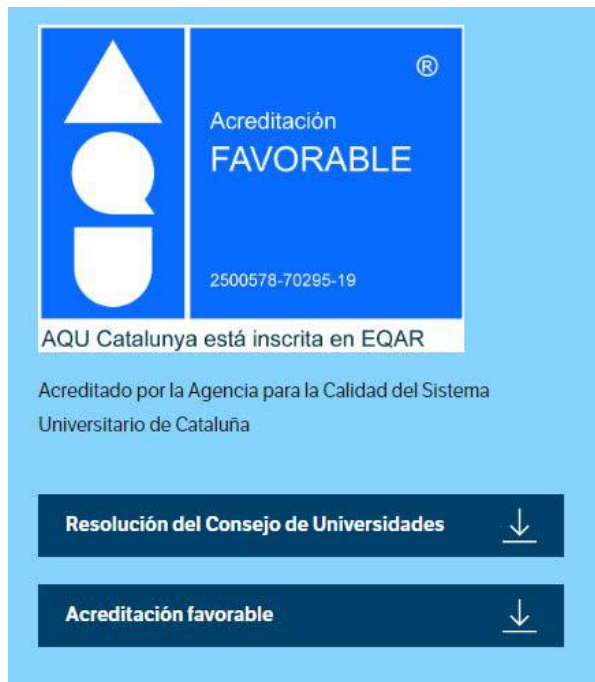 ®
Acreditación
FAVORABLE
2500578-70295-19
AQU Catalunya está inscrita en EQAR
Acreditado por la Agencia para la Calidad del Sistema
Universitario de Cataluña
Resolución del Consejo de Universidades
Acreditación favorable